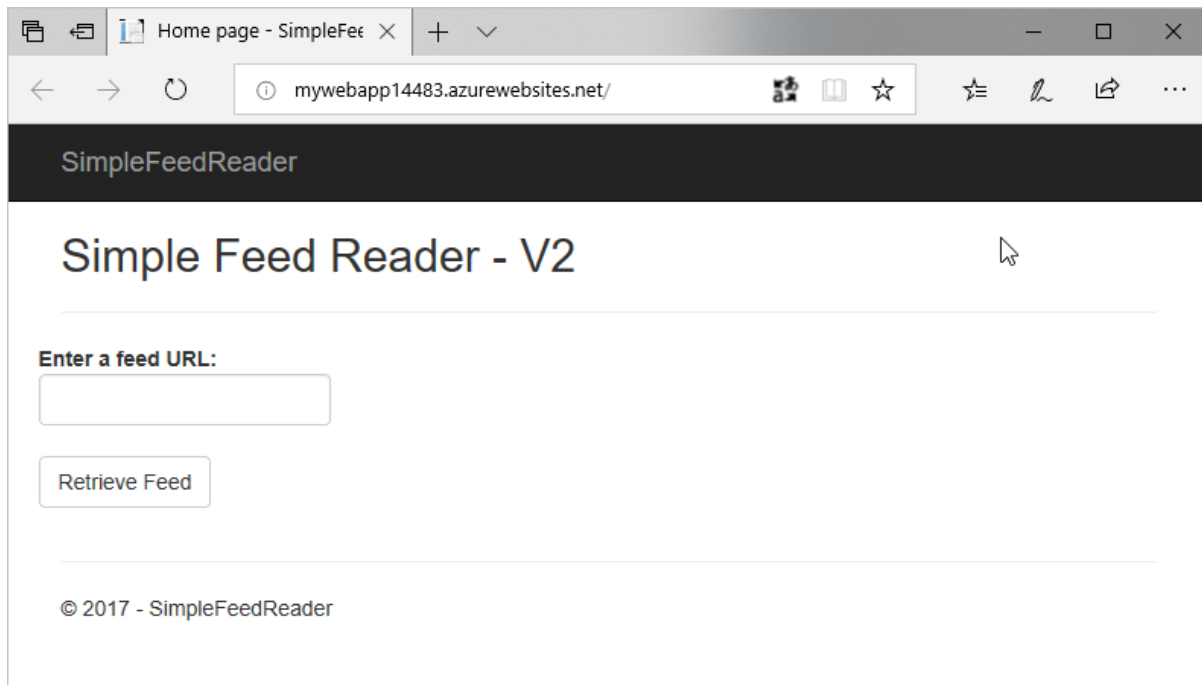 Home page - SimpleFee
mywebapp14483.azurewebsites.net/
SimpleFeedReader
Simple Feed Reader - V2
Enter a feed URL:
Retrieve Feed
© 2017 - SimpleFeedReader